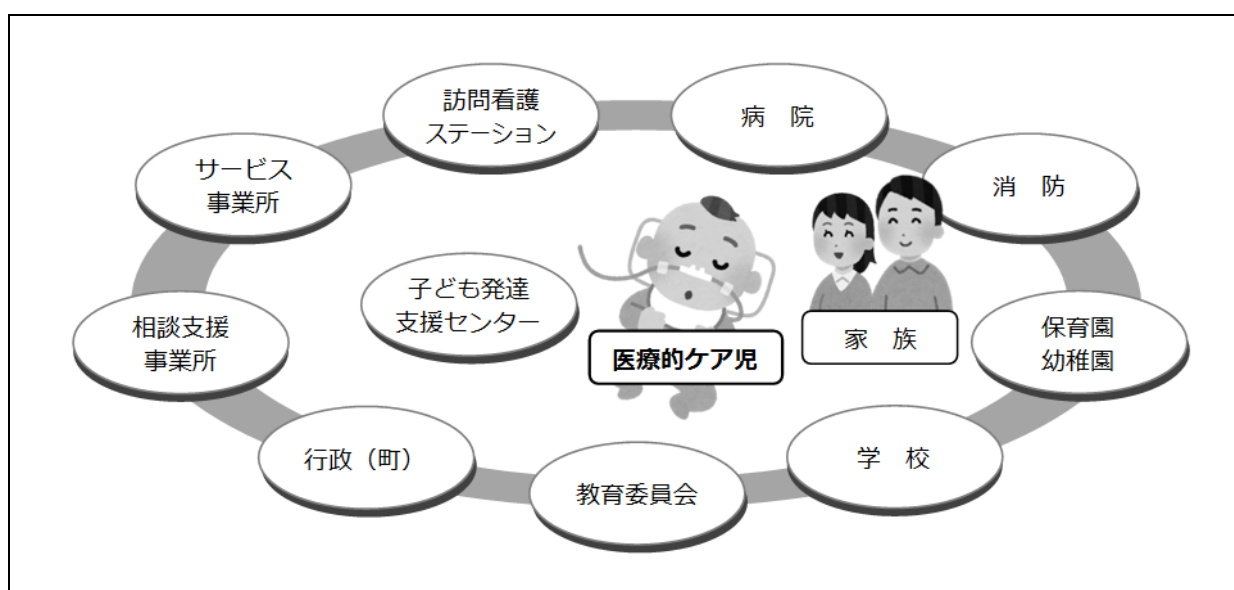 訪問看護
ステーション
病　院
サービス
事業所
消　防
子ども発達
支援センター
医療的ケア児
家　族
相談支援
事業所
保育園
幼稚園
行政（町）
学　校
教育委員会